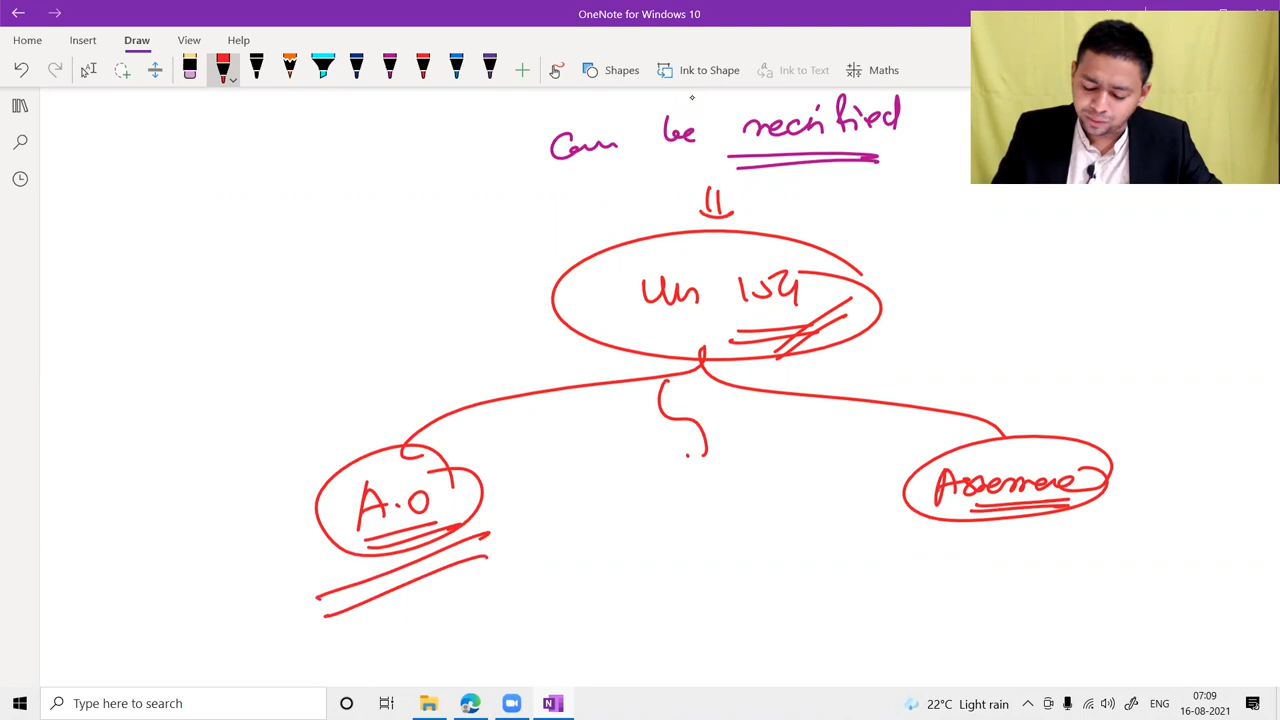 OneNote for Windows 10
Home Insert Draw View Help
Shapes Ink to Shape Ink to Text Maths
can be rectified
U/s 154
A.O Assessee
Type here to search
22°C Light rain ENG 07:09
16-08-2021